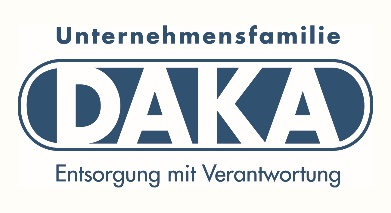 Unternehmensfamilie
DAKA
Entsorgung mit Verantwortung